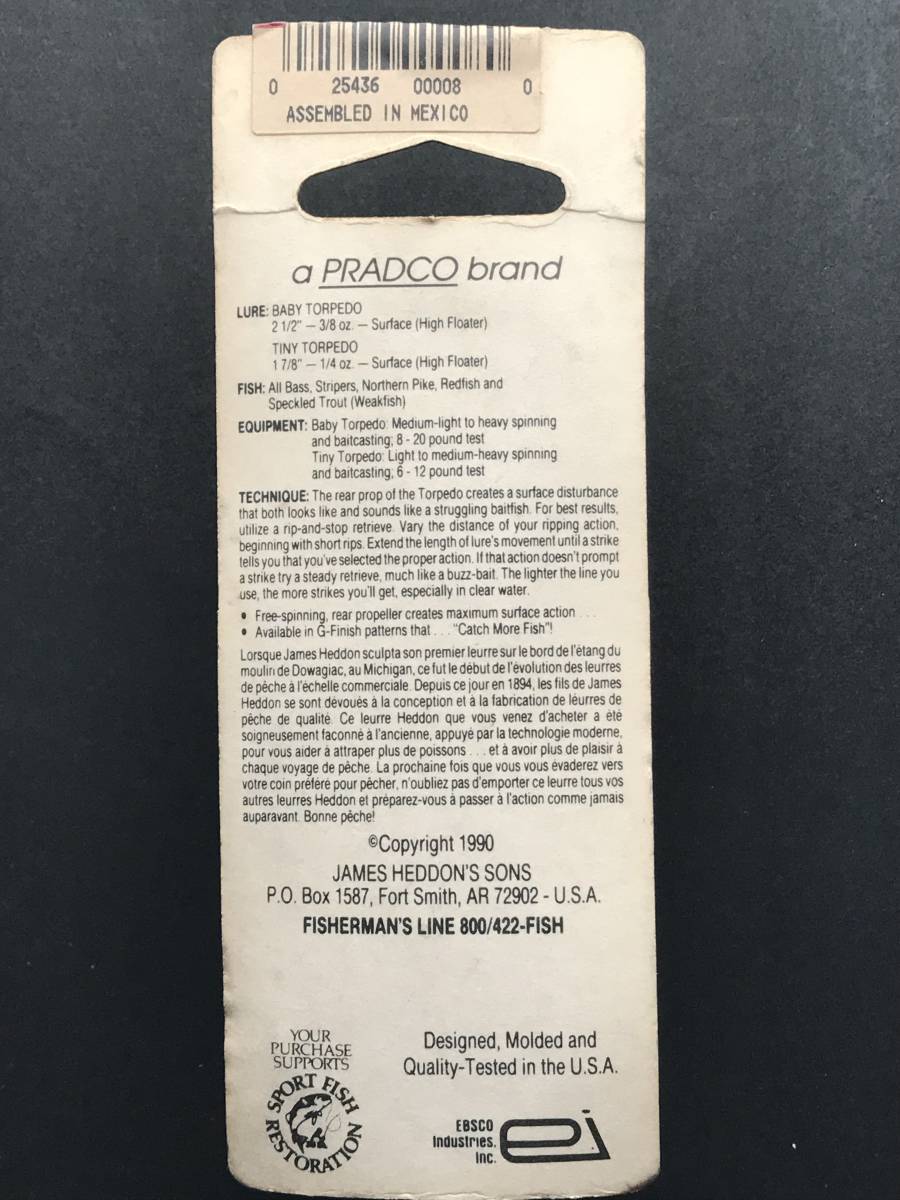 0 25436 00008 0
ASSEMBLED IN MEXICO
a PRADCO brand
LURE: BABY TORPEDO
2 1/2" — 3/8 oz. — Surface (High Floater)
TINY TORPEDO
1 7/8" — 1/4 oz. — Surface (High Floater)
FISH: All Bass, Stripers, Northern Pike, Redfish and
Speckled Trout (Weakfish)
EQUIPMENT: Baby Torpedo: Medium-light to heavy spinning
and baitcasting; 8 - 20 pound test
Tiny Torpedo: Light to medium-heavy spinning
and baitcasting; 6 - 12 pound test
TECHNIQUE: The rear prop of the Torpedo creates a surface disturbance
that both looks like and sounds like a struggling baitfish. For best results,
utilize a rip-and-stop retrieve. Vary the distance of your ripping action,
beginning with short rips. Extend the length of lure's movement until a strike
tells you that you've selected the proper action. If that action doesn't prompt
a strike try a steady retrieve, much like a buzz-bait. The lighter the line you
use, the more strikes you'll get, especially in clear water.
• Free-spinning, rear propeller creates maximum surface action . . .
• Available in G-Finish patterns that . . . "Catch More Fish"!
Lorsque James Heddon sculpta son premier leurre sur le bord de l'étang du
moulin de Dowagiac, au Michigan, ce fut le début de l'évolution des leurres
de pêche à l'échelle commerciale. Depuis ce jour en 1894, les fils de James
Heddon se sont dévoués à la conception et à la fabrication de léurres de
pêche de qualité. Ce leurre Heddon que vous venez d'acheter a été
soigneusement faconné à l'ancienne, appuyé par la technologie moderne,
pour vous aider à attraper plus de poissons . . . et à avoir plus de plaisir à
chaque voyage de pêche. La prochaine fois que vous vous évaderez vers
votre coin préféré pour pêcher, n'oubliez pas d'emporter ce leurre tous vos
autres leurres Heddon et préparez-vous à passer à l'action comme jamais
auparavant. Bonne pêche!
©Copyright 1990
JAMES HEDDON'S SONS
P.O. Box 1587, Fort Smith, AR 72902 - U.S.A.
FISHERMAN'S LINE 800/422-FISH
YOUR
PURCHASE
SUPPORTS
SPORT FISH
RESTORATION
Designed, Molded and
Quality-Tested in the U.S.A.
EBSCO
Industries,
Inc.
ei